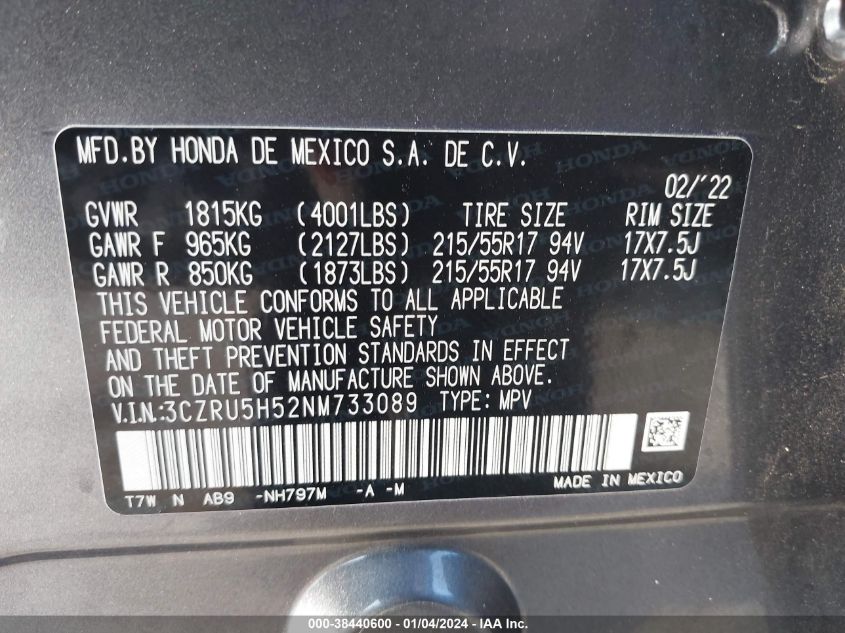 MFD.BY HONDA DE MEXICO S.A. DE C.V.
02/'22
GVWR 1815KG (4001LBS) TIRE SIZE RIM SIZE
GAWR F 965KG (2127LBS) 215/55R17 94V 17X7.5J
GAWR R 850KG (1873LBS) 215/55R17 94V 17X7.5J
THIS VEHICLE CONFORMS TO ALL APPLICABLE
FEDERAL MOTOR VEHICLE SAFETY
AND THEFT PREVENTION STANDARDS IN EFFECT
ON THE DATE OF MANUFACTURE SHOWN ABOVE.
V.I.N.:3CZRU5H52NM733089 TYPE: MPV
T7W N AB9 -NH797M -A -M
MADE IN MEXICO
000-38440600 - 01/04/2024 - IAA Inc.